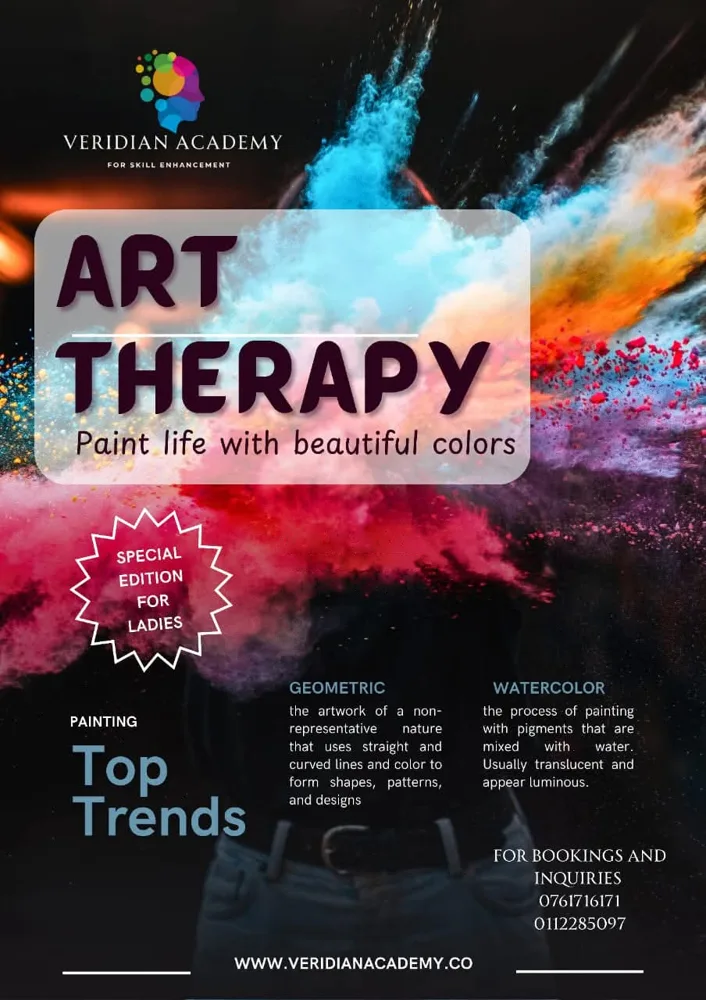 VERIDIAN ACADEMY
FOR SKILL ENHANCEMENT
ART
THERAPY
Paint life with beautiful colors
SPECIAL
EDITION
FOR
LADIES
PAINTING
Top
Trends
GEOMETRIC
the artwork of a non-
representative nature
that uses straight and
curved lines and color to
form shapes, patterns,
and designs
WATERCOLOR
the process of painting
with pigments that are
mixed with water.
Usually translucent and
appear luminous.
FOR BOOKINGS AND
INQUIRIES
0761716171
0112285097
WWW.VERIDIANACADEMY.CO